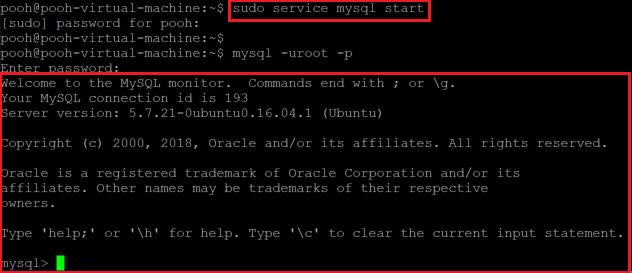 pooh@pooh-virtual-machine:~$ sudo service mysql start
[sudo] password for pooh:
pooh@pooh-virtual-machine:~$
pooh@pooh-virtual-machine:~$ mysql -uroot -p
Enter password:
Welcome to the MySQL monitor.  Commands end with ; or \g.
Your MySQL connection id is 193
Server version: 5.7.21-0ubuntu0.16.04.1 (Ubuntu)

Copyright (c) 2000, 2018, Oracle and/or its affiliates. All rights reserved.

Oracle is a registered trademark of Oracle Corporation and/or its
affiliates. Other names may be trademarks of their respective
owners.

Type 'help;' or '\h' for help. Type '\c' to clear the current input statement.

mysql>